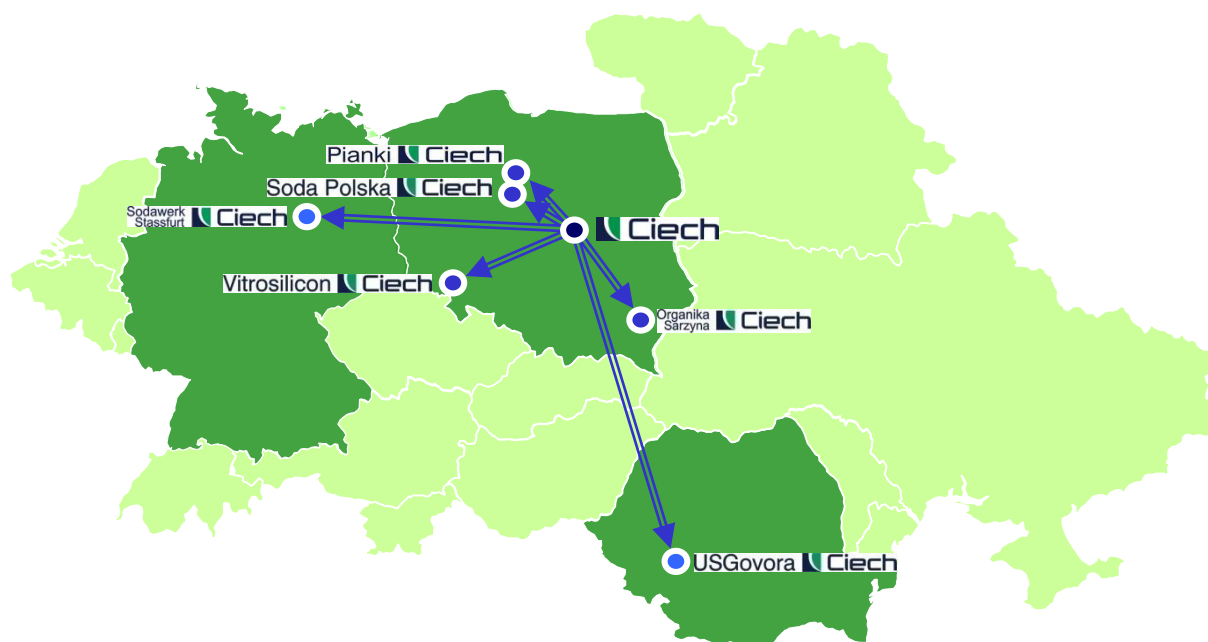 Pianki Ciech
Soda Polska Ciech
Sodawerk
Stassfurt Ciech
Ciech
Vitrosilicon Ciech
Organika
Sarzyna Ciech
USGovora Ciech